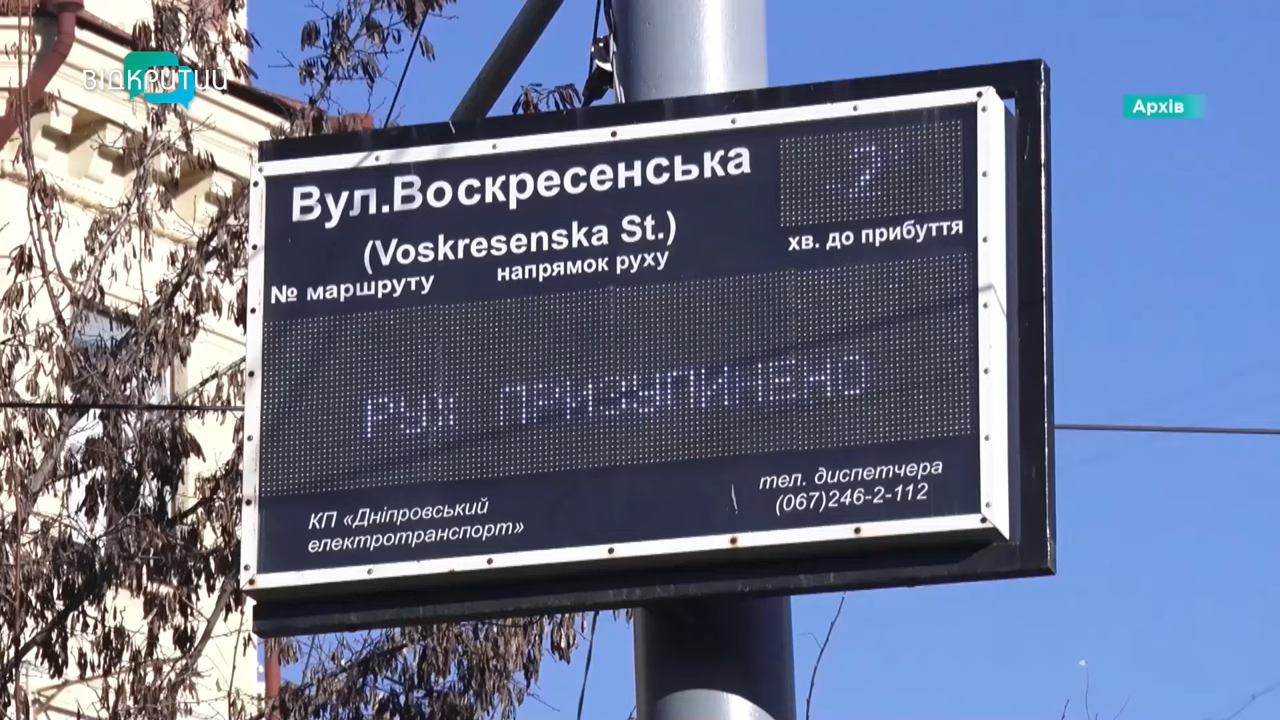 ВІДКРИТИЙ
Архів
Вул.Воскресенська
(Voskresenska St.)
хв. до прибуття
№ маршруту напрямок руху
РУХ ПРИЗУПИНЕНО
КП «Дніпровський
електротранспорт»
тел. диспетчера
(067)246-2-112